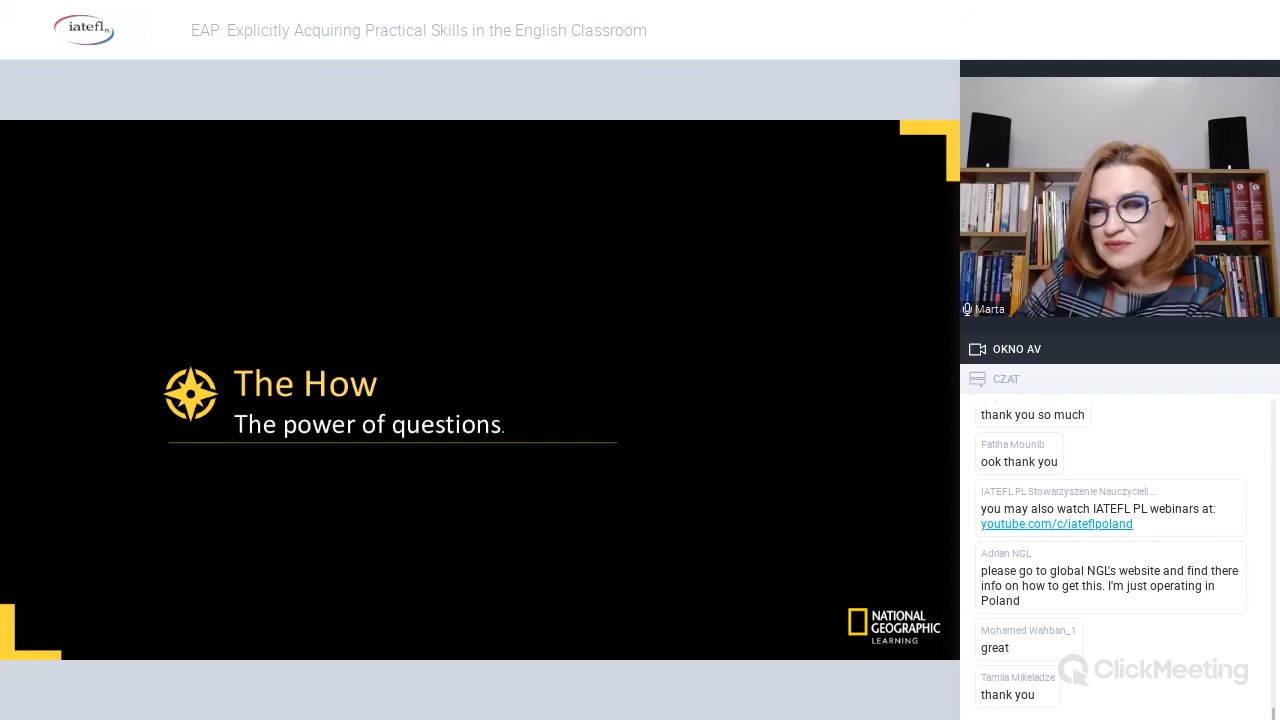 iatefl PL
EAP: Explicitly Acquiring Practical Skills in the English Classroom
The How
The power of questions.
NATIONAL
GEOGRAPHIC
LEARNING
Marta
OKNO AV
CZAT
thank you so much
Fatiha Mounib
ook thank you
IATEFL PL Stowarzyszenie Nauczycieli ...
you may also watch IATEFL PL webinars at:
youtube.com/c/iateflpoland
Adrian NGL
please go to global NGL's website and find there
info on how to get this. I'm just operating in
Poland
Mohamed Wahban_1
great
Tamila Mikeladze
thank you
ClickMeeting